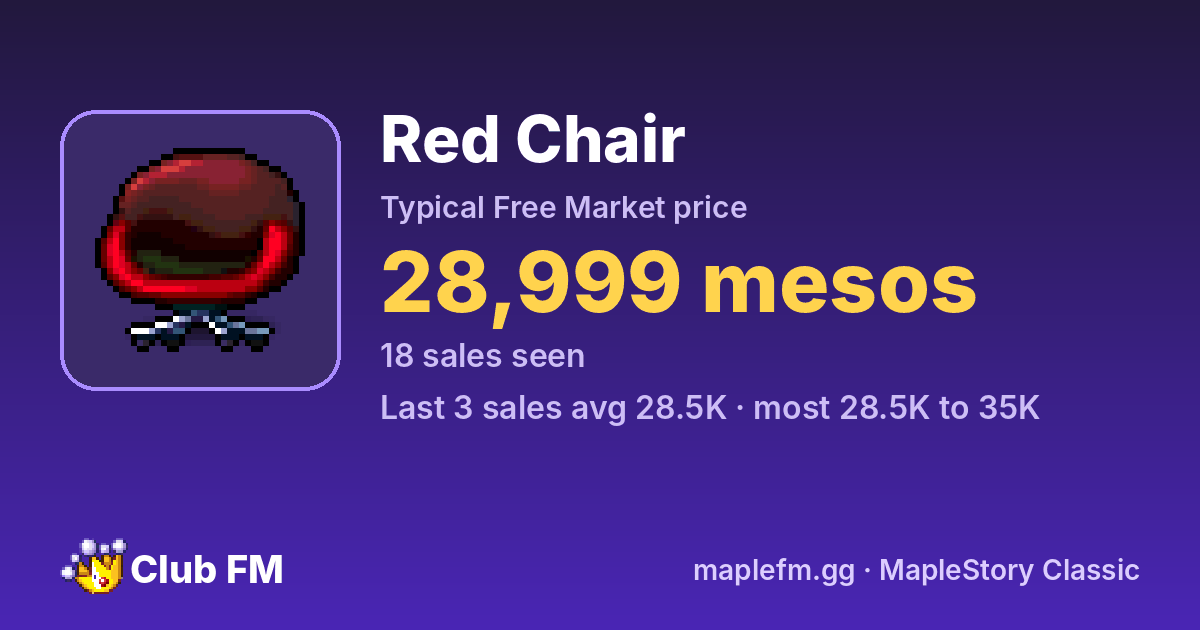 Red Chair
Typical Free Market price
28,999 mesos
18 sales seen
Last 3 sales avg 28.5K · most 28.5K to 35K
Club FM
maplefm.gg · MapleStory Classic